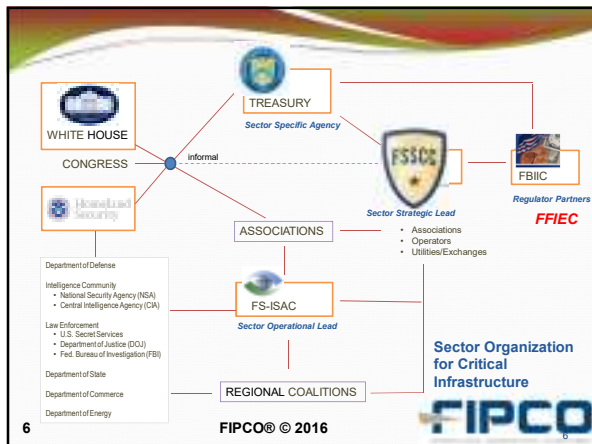 TREASURY
Sector Specific Agency
WHITE HOUSE
CONGRESS
informal
FSSCC
FBIIC
Regulator Partners
FFIEC
Homeland
Security
Sector Strategic Lead
• Associations
• Operators
• Utilities/Exchanges
ASSOCIATIONS
Department of Defense
Intelligence Community
• National Security Agency (NSA)
• Central Intelligence Agency (CIA)
Law Enforcement
• U.S. Secret Services
• Department of Justice (DOJ)
• Fed. Bureau of Investigation (FBI)
Department of State
Department of Commerce
Department of Energy
FS-ISAC
Sector Operational Lead
REGIONAL COALITIONS
Sector Organization
for Critical
Infrastructure
6
FIPCO® © 2016
FIPCO
6